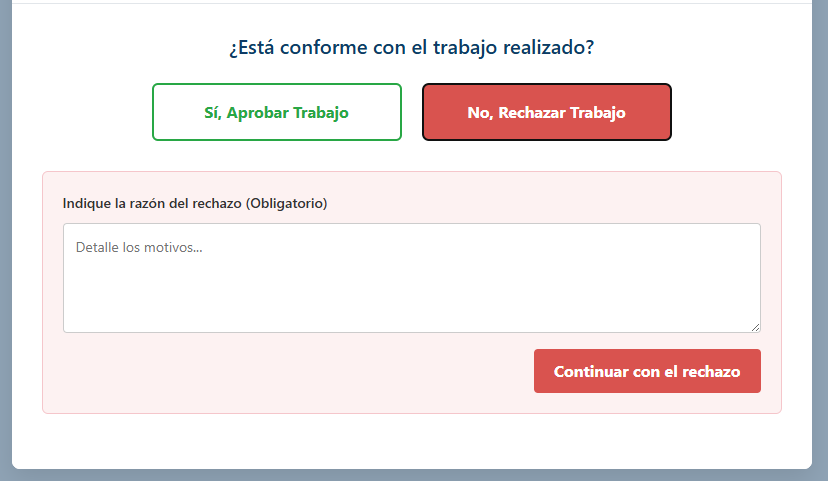 ¿Está conforme con el trabajo realizado?
Sí, Aprobar Trabajo
No, Rechazar Trabajo
Indique la razón del rechazo (Obligatorio)
Detalle los motivos...
Continuar con el rechazo